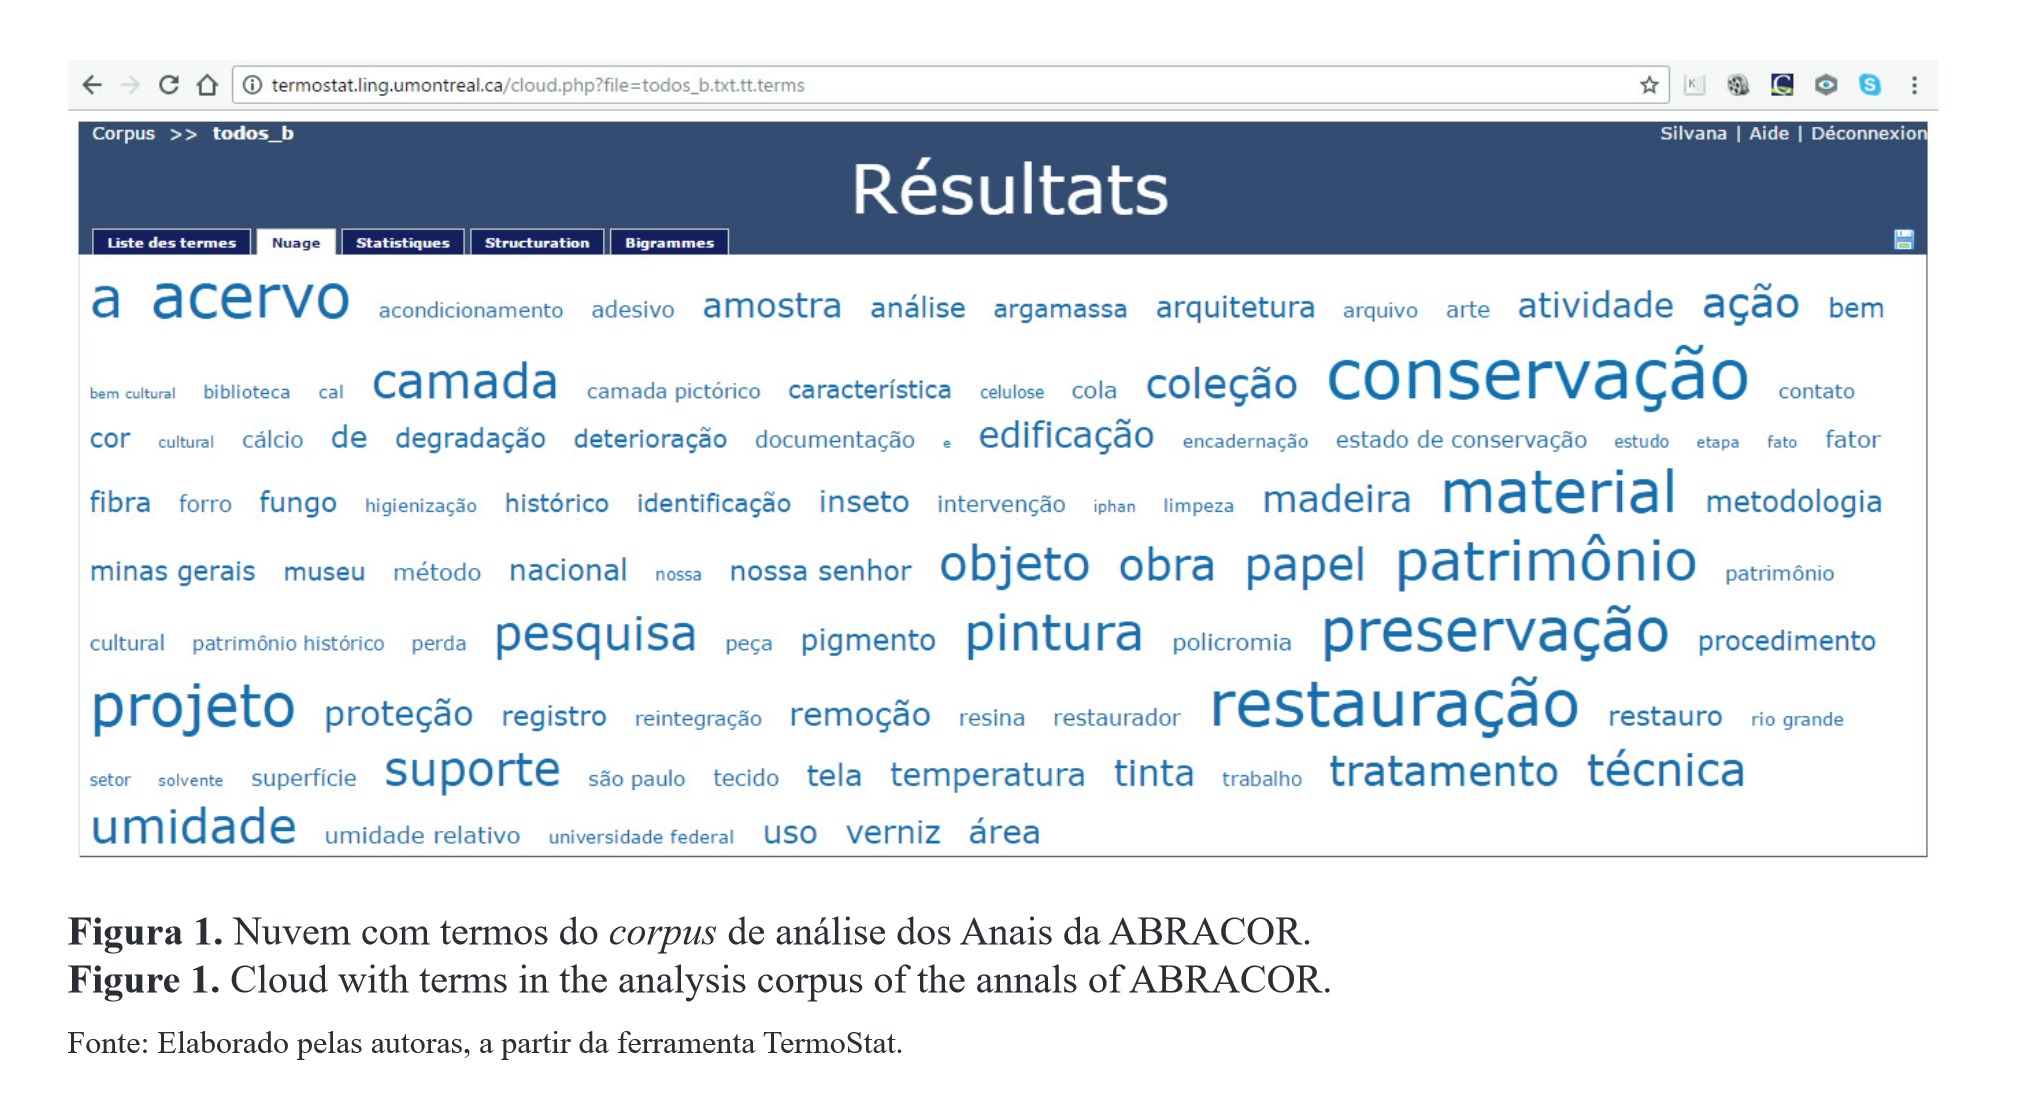 termostat.ling.umontreal.ca/cloud.php?file=todos_b.txt.tt.terms
Corpus >> todos_b
Silvana | Aide | Déconnexion
Résultats
Liste des termes Nuage Statistiques Structuration Bigrammes
a acervo acondicionamento adesivo amostra análise argamassa arquitetura arquivo arte atividade ação bem
bem cultural biblioteca cal camada camada pictórico característica celulose cola coleção conservação contato
cor cultural cálcio de degradação deterioração documentação e edificação encadernação estado de conservação estudo etapa fato fator
fibra forro fungo higienização histórico identificação inseto intervenção iphan limpeza madeira material metodologia
minas gerais museu método nacional nossa nossa senhor objeto obra papel patrimônio patrimônio
cultural patrimônio histórico perda pesquisa peça pigmento pintura policromia preservação procedimento
projeto proteção registro reintegração remoção resina restaurador restauração restauro rio grande
setor solvente superfície suporte são paulo tecido tela temperatura tinta trabalho tratamento técnica
umidade umidade relativo universidade federal uso verniz área
Figura 1. Nuvem com termos do corpus de análise dos Anais da ABRACOR.
Figure 1. Cloud with terms in the analysis corpus of the annals of ABRACOR.
Fonte: Elaborado pelas autoras, a partir da ferramenta TermoStat.